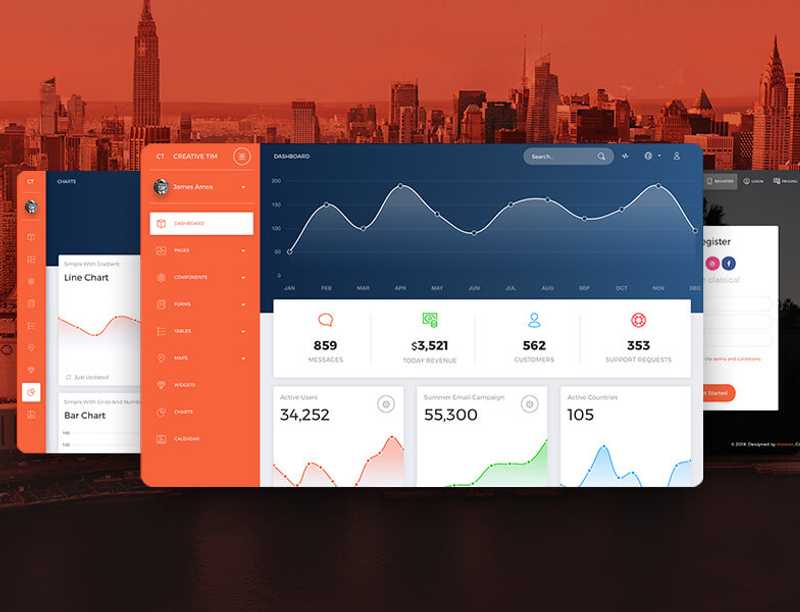 CT
CHARTS
Simple With Gradient
Line Chart
Just Updated
Simple With Grids And Numb
Bar Chart
140
CT CREATIVE TIM
James Amos
DASHBOARD
PAGES
COMPONENTS
FORMS
TABLES
MAPS
WIDGETS
CHARTS
CALENDAR
DASHBOARD
Search...
200
150
100
50
0
JAN FEB MAR APR MAY JUN JUL AUG SEP OCT NOV DEC
859
MESSAGES
$3,521
TODAY REVENUE
562
CUSTOMERS
353
SUPPORT REQUESTS
Active Users
34,252
Summer Email Campaign
55,300
Active Countries
105
REGISTER LOGIN PRICING
egister
e classical
the terms and conditions.
et Started
© 2018, Designed by